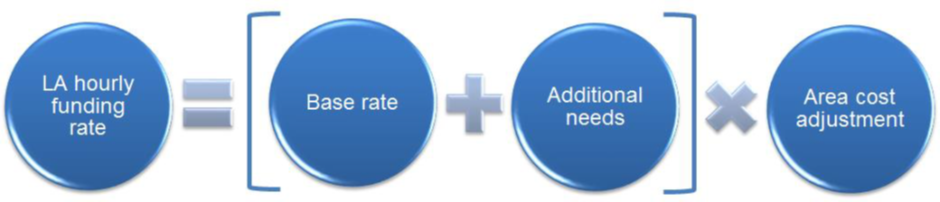 LA hourly
funding
rate
=
[
Base rate
+
Additional
needs
]
×
Area cost
adjustment